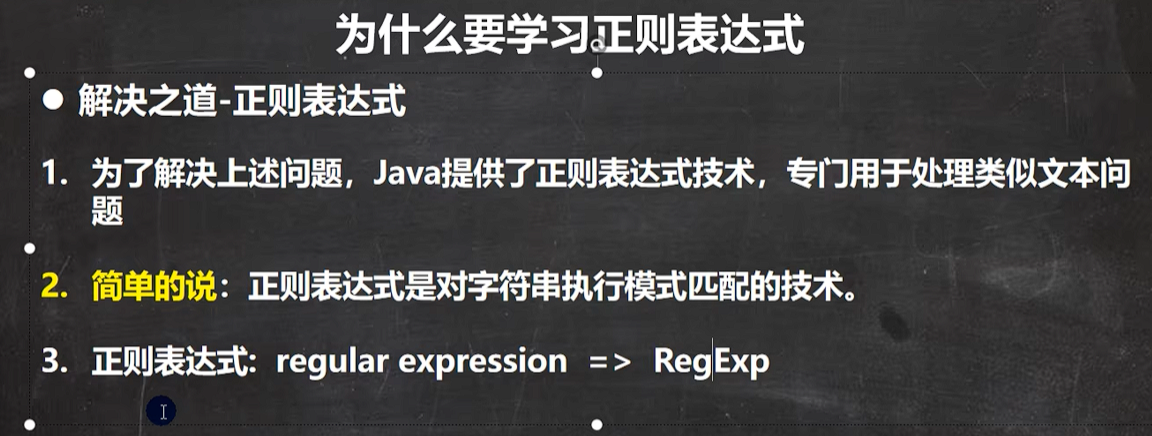 为什么要学习正则表达式
● 解决之道-正则表达式
1. 为了解决上述问题，Java提供了正则表达式技术，专门用于处理类似文本问
题
2. 简单的说：正则表达式是对字符串执行模式匹配的技术。
3. 正则表达式：regular expression => RegExp